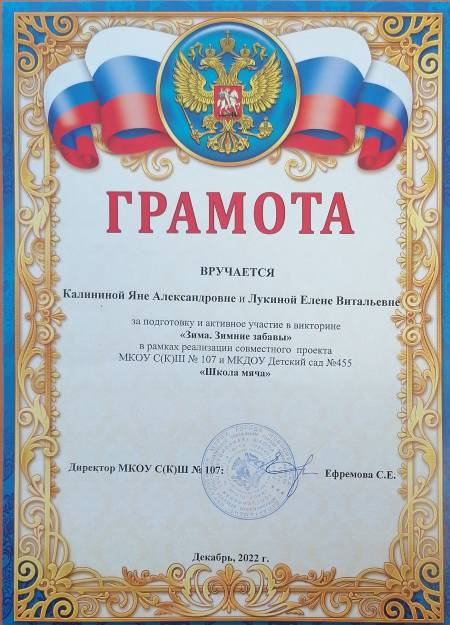 ГРАМОТА
ВРУЧАЕТСЯ
Калининой Яне Александровне и Лукиной Елене Витальевне
за подготовку и активное участие в викторине
«Зима. Зимние забавы»
в рамках реализации совместного проекта
МКОУ С(К)Ш № 107 и МКДОУ Детский сад №455
«Школа мяча»
Директор МКОУ С(К)Ш № 107:
Ефремова С.Е.
Декабрь, 2022 г.